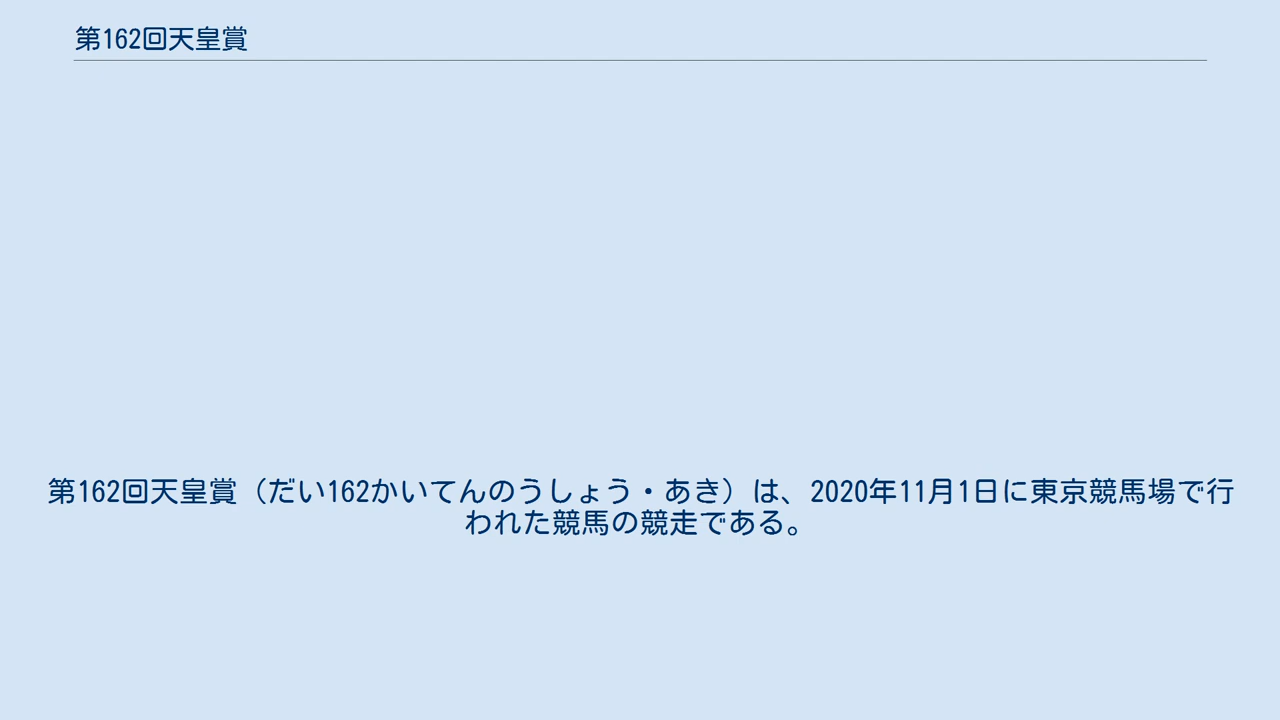 第162回天皇賞
第162回天皇賞（だい162かいてんのうしょう・あき）は、2020年11月1日に東京競馬場で行
われた競馬の競走である。